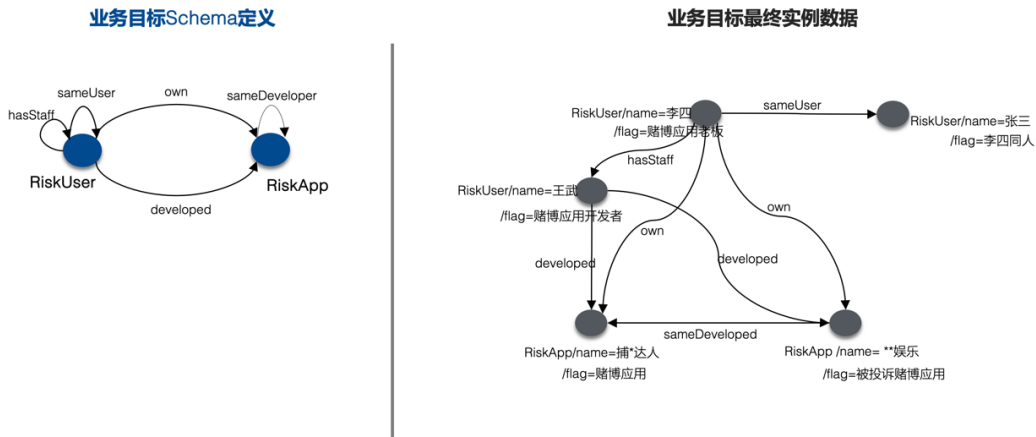 业务目标Schema定义
sameUser
own
sameDeveloper
hasStaff
RiskUser
RiskApp
developed
业务目标最终实例数据
RiskUser/name=李四
/flag=赌博应用老板
sameUser
RiskUser/name=张三
/flag=李四同人
hasStaff
RiskUser/name=王武
/flag=赌博应用开发者
own
own
developed
developed
sameDeveloped
RiskApp/name=捕*达人
/flag=赌博应用
RiskApp /name= **娱乐
/flag=被投诉赌博应用